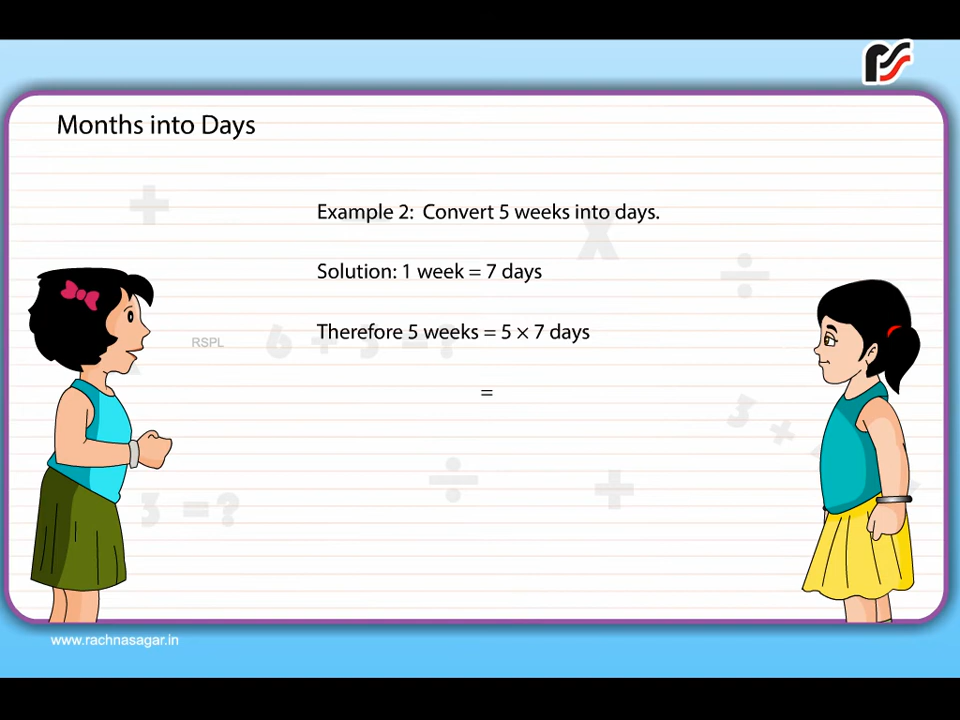 Months into Days
Example 2: Convert 5 weeks into days.
Solution: 1 week = 7 days
RSPL
Therefore 5 weeks = 5 × 7 days
=
3 = ?
www.rachnasagar.in